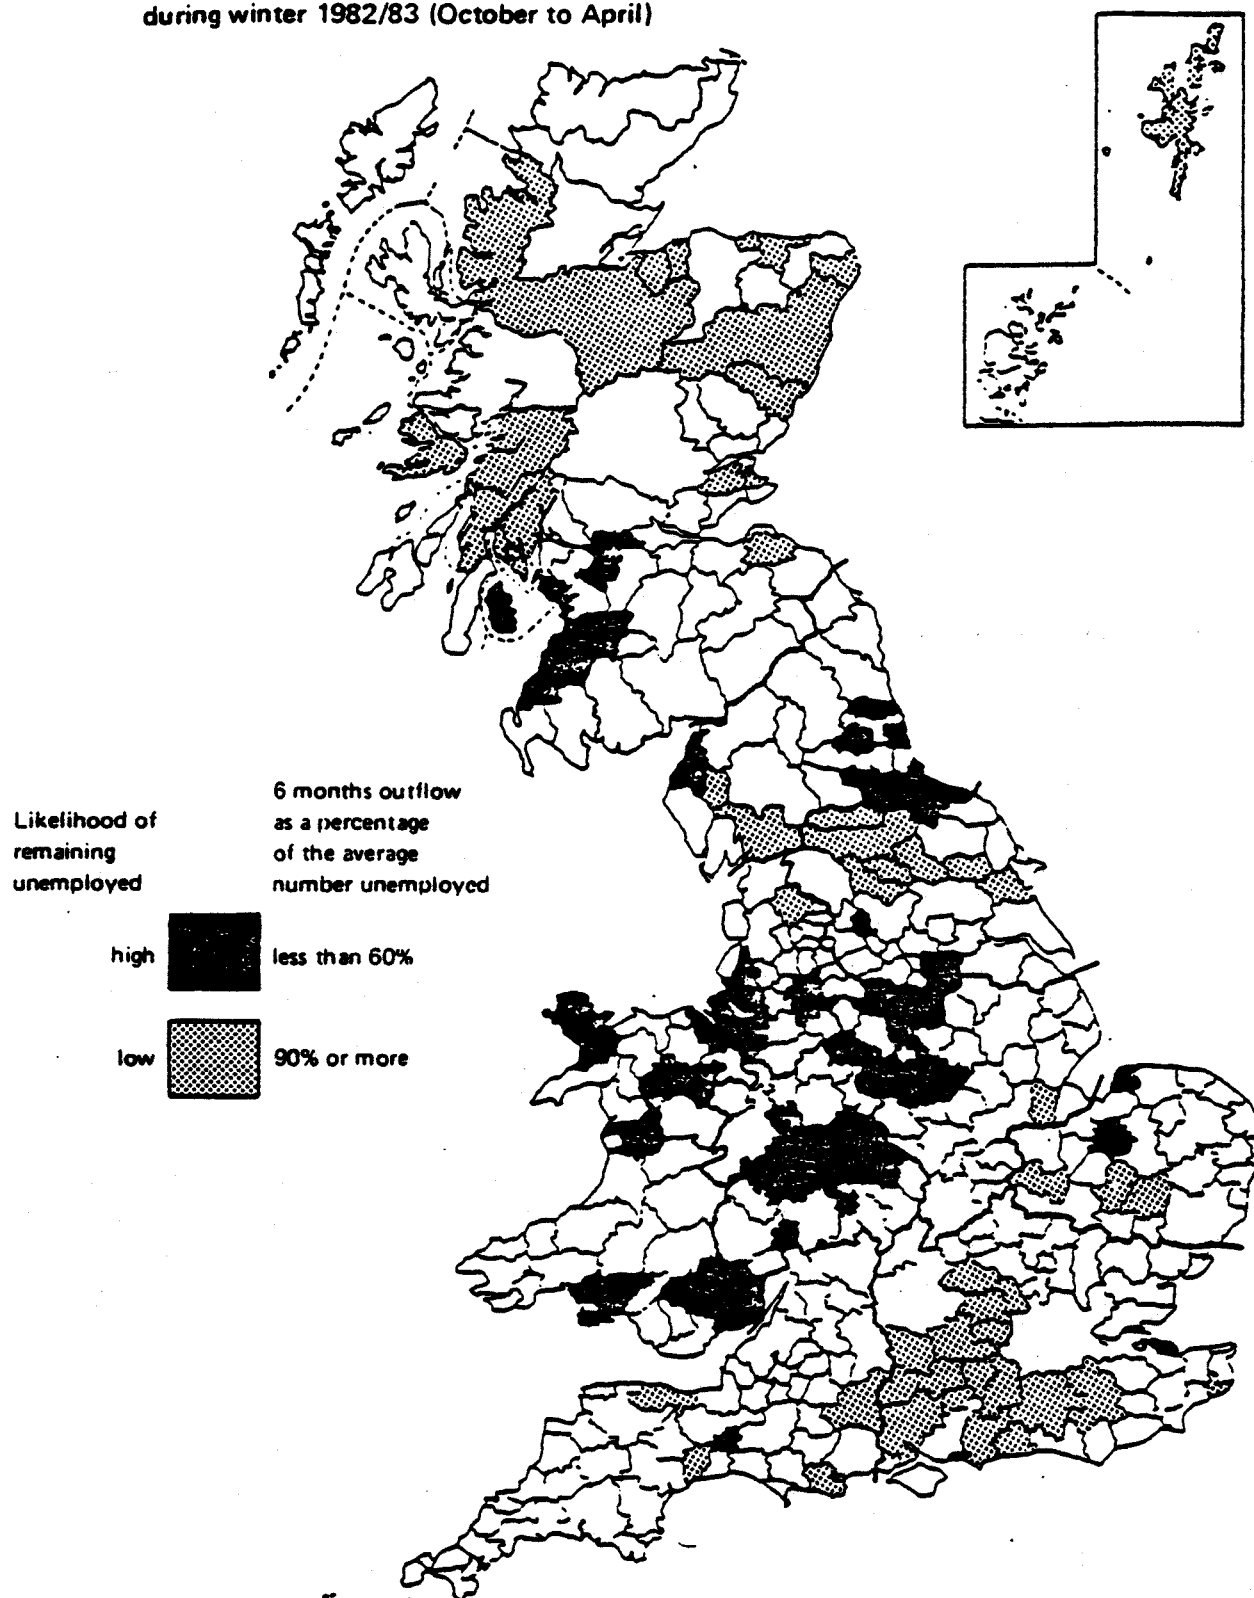 during winter 1982/83 (October to April)
Likelihood of
remaining
unemployed
6 months outflow
as a percentage
of the average
number unemployed
high
less than 60%
low
90% or more